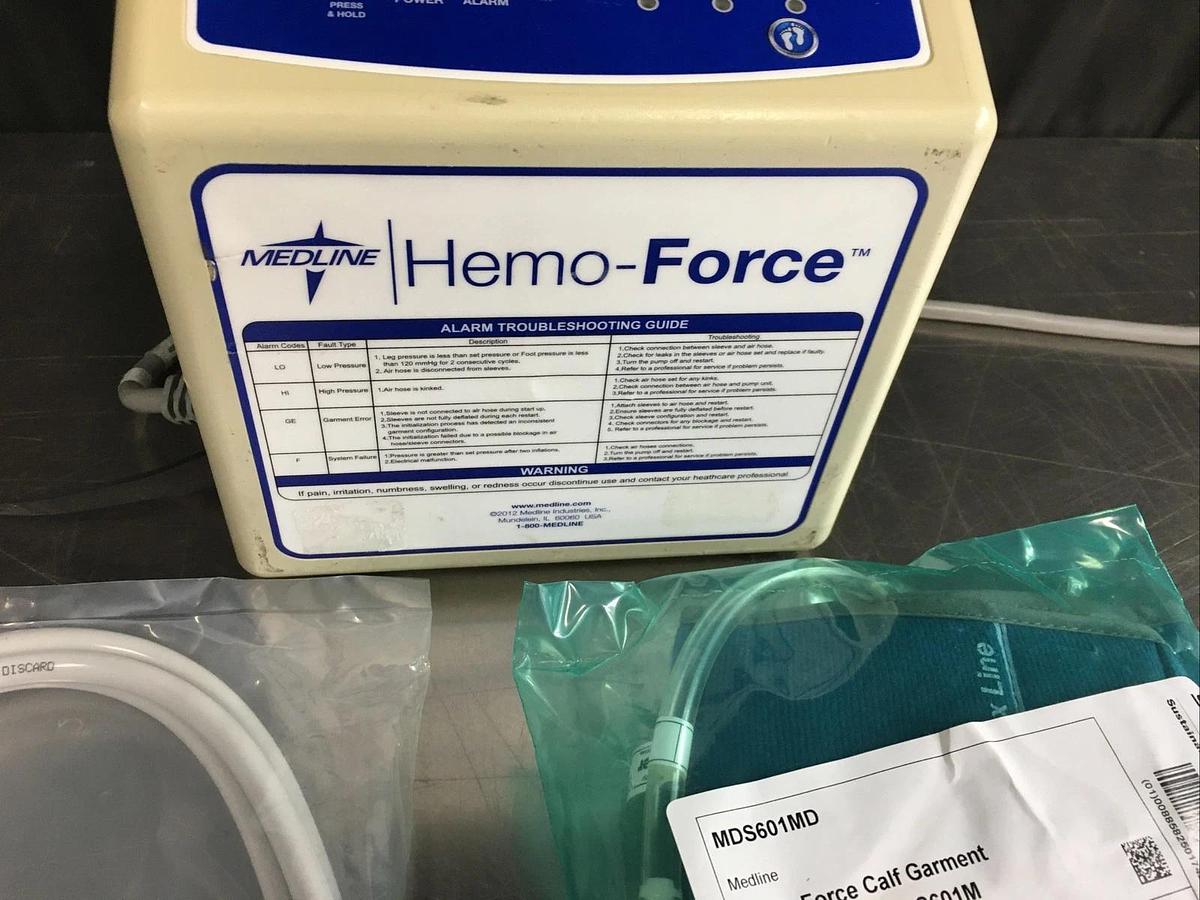 PRESS
& HOLD
POWER
ALARM
MEDLINE
Hemo-Force™
ALARM TROUBLESHOOTING GUIDE
Alarm Codes Fault Type Description Troubleshooting
LO Low Pressure
1. Leg pressure is less than set pressure or Foot pressure is less
than 120 mmHg for 2 consecutive cycles.
2. Air hose is disconnected from sleeves.
1.Check connection between sleeve and air hose.
2.Check for leaks in the sleeves or air hose set and replace if faulty.
3.Turn the pump off and restart.
4.Refer to a professional for service if problem persists.
HI High Pressure
1.Air hose is kinked.
1.Check air hose set for any kinks.
2.Check connection between air hose and pump unit.
3.Refer to a professional for service if problem persists.
GE Garment Error
1.Sleeve is not connected to air hose during start up.
2.Sleeves are not fully deflated during each restart.
3.The initialization process has detected an inconsistent
garment configuration.
4.The initialization failed due to a possible blockage in air
hose/sleeve connectors.
1.Attach sleeves to air hose and restart.
2.Ensure sleeves are fully deflated before restart.
3.Check sleeve configuration and restart.
4. Check connectors for any blockage and restart.
5. Refer to a professional for service if problem persists.
F System Failure
1.Pressure is greater than set pressure after two inflations.
2.Electrical malfunction.
1.Check air hoses connections.
2.Turn the pump off and restart.
3.Refer to a professional for service if problem persists.
WARNING
If pain, irritation, numbness, swelling, or redness occur discontinue use and contact your heathcare professional.
www.medline.com
©2012 Medline Industries, Inc.,
Mundelein, IL 60060 USA
1-800-MEDLINE
DISCARD
x Line
MDS601MD
Medline
Force Calf Garment
S601M
Sustain
(01)0088582501